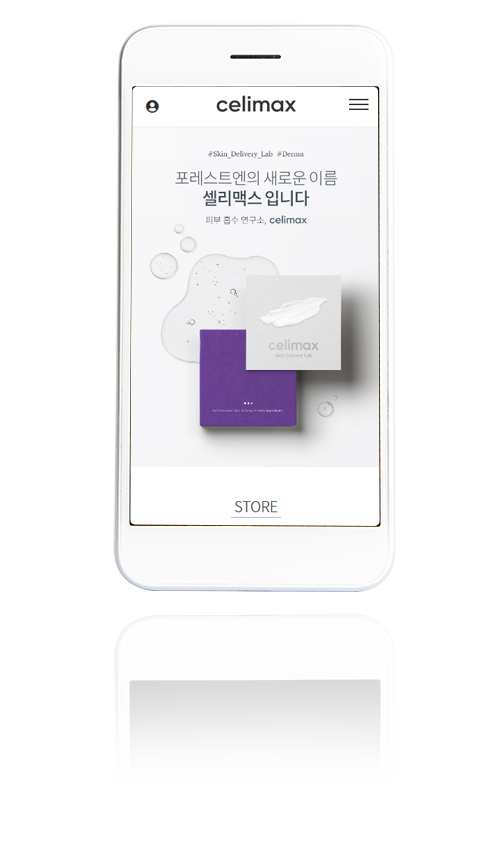 celimax
#Skin_Delivery_Lab #Derma
포레스트엔의 새로운 이름
셀리맥스 입니다
피부 흡수 연구소, celimax
celimax
Skin Delivery Lab
STORE